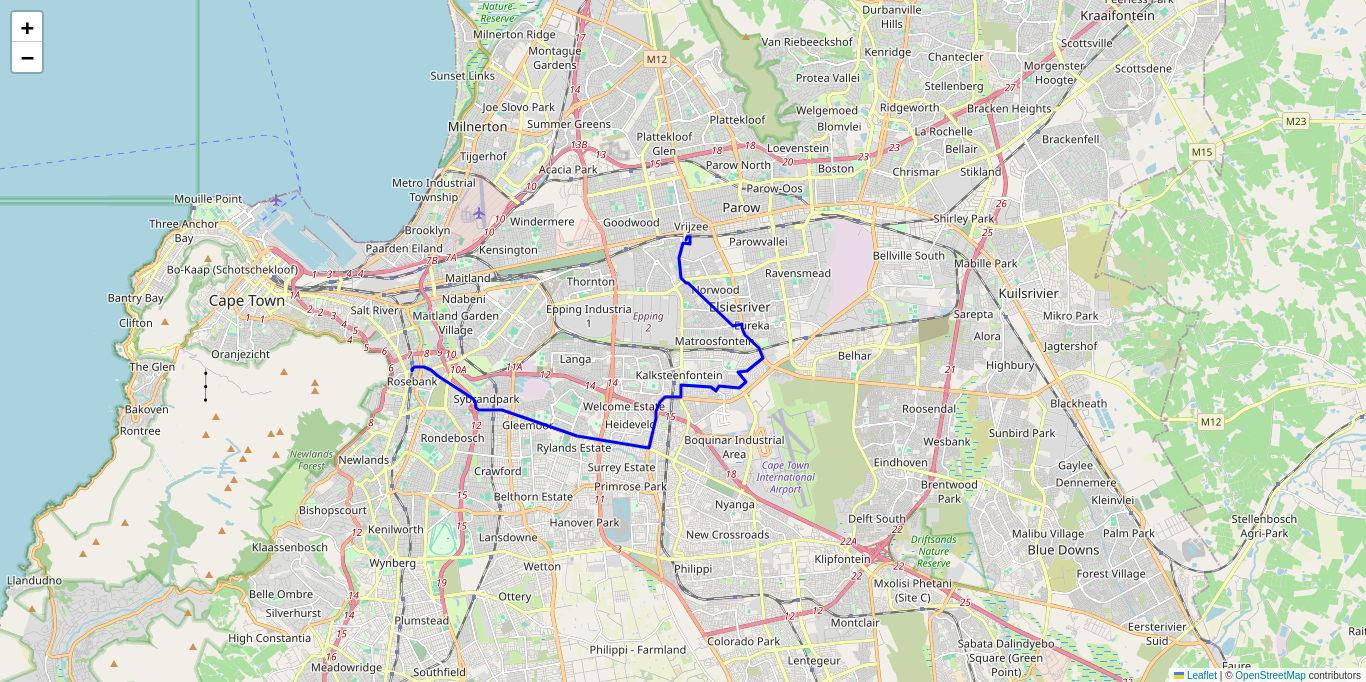 +
−
Nature
Reserve
Milnerton Ridge
Montague
Gardens
M12
Van Riebeeckshof
Durbanville
Hills
Kenridge
Kraaifontein
Scottsville
Chantecler
Morgenster
Hoogte
Scottsdene
Sunset Links
Protea Vallei
Stellenberg
Joe Slovo Park
Summer Greens
Plattekloof
Welgemoed
Blomvlei
Ridgeworth
Bracken Heights
M23
Milnerton
Plattekloof
Glen
La Rochelle
Brackenfell
Tijgerhof
Loevenstein
Bellair
M15
Acacia Park
Parow North
Boston
Chrismar
Stikland
Metro Industrial
Township
Parow-Oos
Mouille Point
Parow
Three Anchor
Bay
Brooklyn
Windermere
Goodwood
Vrijzee
Shirley Park
Paarden Eiland
Kensington
Parowvallei
Bellville South
Mabille Park
Bo-Kaap (Schotschekloof)
Maitland
Thornton
Ravensmead
Kuilsrivier
Bantry Bay
Cape Town
Ndabeni
Norwood
Clifton
Salt River
Maitland Garden
Village
Epping Industria
1
Epping
2
Elsiesriver
Eureka
Sarepta
Mikro Park
Matroosfontein
Alora
Jagtershof
Oranjezicht
The Glen
Langa
Belhar
Highbury
Rosebank
Kalksteenfontein
Bakoven
Sybrandpark
Welcome Estate
Roosendal
Blackheath
Rontree
Gleemoor
Heideveld
M12
Rondebosch
Rylands Estate
Boquinar Industrial
Area
Wesbank
Sunbird Park
Newlands
Forest
Newlands
Crawford
Surrey Estate
Cape Town
International
Airport
Eindhoven
Gaylee
Dennemere
Primrose Park
Brentwood
Park
Belthorn Estate
Kleinvlei
Bishopscourt
Nyanga
Kenilworth
Hanover Park
Delft South
Stellenbosch
Agri-Park
Klaassenbosch
Lansdowne
New Crossroads
Driftsands
Nature
Reserve
Malibu Village
Palm Park
Blue Downs
Wynberg
Wetton
Philippi
Klipfontein
Forest Village
Llandudno
Mxolisi Phetani
(Site C)
Belle Ombre
Ottery
Silverhurst
Plumstead
Montclair
Eersterivier
Suid
High Constantia
Colorado Park
Sabata Dalindyebo
Square (Green
Point)
Philippi - Farmland
Meadowridge
Lentegeur
Southfield
Faure
Leaflet | © OpenStreetMap contributors